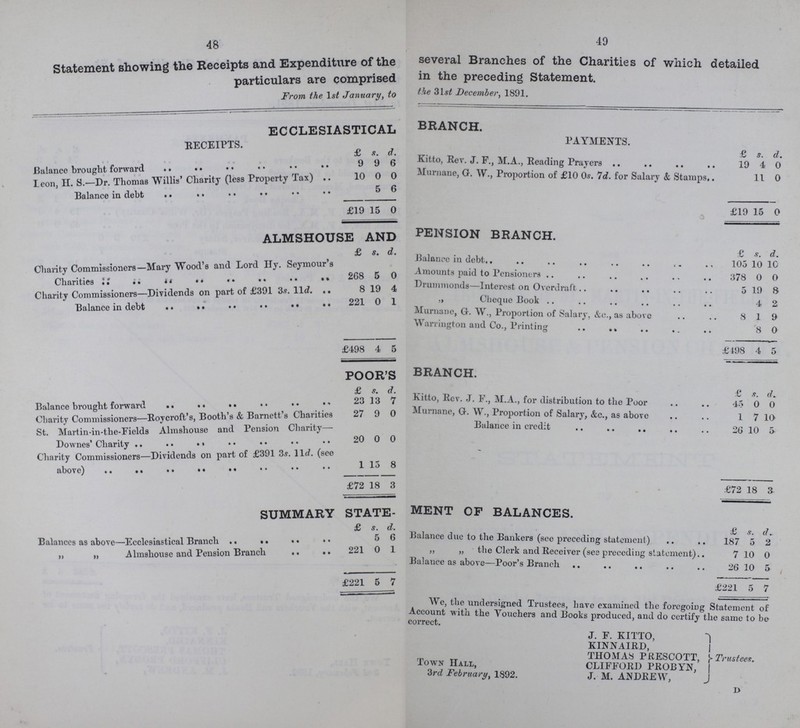 48
Statement showing the Receipts and Expenditure of the
particulars are comprised
From the 1st January, to
ECCLESIASTICAL
RECEIPTS.
£ s. d.
Balance brought forward .. .. .. .. .. .. 9 9 6
Leon, H. S.—Dr. Thomas Willis' Charity (less Property Tax) .. 10 0 0
Balance in debt .. .. .. .. .. .. 5 6
£19 15 0
ALMSHOUSE AND
£ s. d.
Charity Commissioners—Mary Wood's and Lord Hy. Seymour's
Charities .. .. .. .. .. .. .. .. 268 5 0
Charity Commissioners—Dividends on part of £391 3s. 11d. .. 8 19 4
Balance in debt .. .. .. .. .. .. 221 0 1
£498 4 5
POOR'S
£ s. d.
Balance brought forward .. .. .. .. .. .. 23 13 7
Charity Commissioners—Roycroft's, Booth's & Barnett's Charities 27 9 0
St. Martin-in-the-Fields Almshouse and Pension Charity—
Downes' Charity .. .. .. .. .. .. .. 20 0 0
Charity Commissioners—Dividends on part of £391 3s. 11d. (see
above) .. .. .. .. .. .. .. .. 1 15 8
£72 18 3
SUMMARY STATE-
£ s. d.
Balances as above—Ecclesiastical Branch .. .. .. .. 5 6
„ „ Almshouse and Pension Branch .. .. 221 0 1
£221 5 7
49
several Branches of the Charities of which detailed
in the preceding Statement.
the 31st December, 1891.
BRANCH.
PAYMENTS.
£ s. d.
Kitto, Rev. J. F., M.A., Reading Prayers .. .. .. .. 19 4 0
Murnane, G. W., Proportion of £10 0s. 7d. for Salary & Stamps.. 11 0
£19 15 0
PENSION BRANCH.
£ s. d.
Balance in debt.. .. .. .. .. .. .. .. 105 10 10
Amounts paid to Pensioners .. .. .. .. .. .. 378 0 0
Drummonds—Interest on Overdraft .. .. .. .. .. 5 19 8
„ Cheque Book .. .. .. .. .. .. 4 2
Murnane, G. W., Proportion of Salary, &c., as above .. .. 8 1 9
Warrington and Co., Printing .. .. .. .. .. 8 0
£498 4 5
BRANCH.
£ s. d.
Kitto, Rev. J. F., M.A., for distribution to the Poor .. .. 45 0 0
Murnane, G. W., Proportion of Salary, &c., as above .. .. 1 7 10
Balance in credit .. .. .. .. .. 26 10 5
£72 18 3
MENT OF BALANCES.
£ s. d.
Balance due to the Bankers (see preceding statement) .. .. 187 5 2
„ „ the Clerk and Receiver (see preceding statement).. 7 10 0
Balance as above—Poor's Branch .. .. .. .. .. 26 10 5
£221 5 7
We, the undersigned Trustees, have examined the foregoing Statement of
Account with the Vouchers and Books produced, and do certify the same to be
correct.
J. F. KITTO,
KINNAIRD,
THOMAS PRESCOTT,
CLIFFORD PROBYN,
J. M. ANDREW,
Trustees.
TOWN HALL,
3rd February, 1892.
D